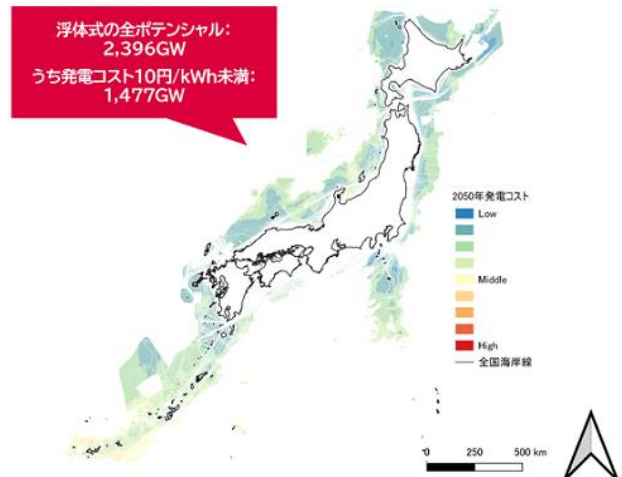 浮体式の全ポテンシャル:
2,396GW
うち発電コスト10円/kWh未満:
1,477GW
2050年発電コスト
Low
Middle
High
全国海岸線
0 250 500 km